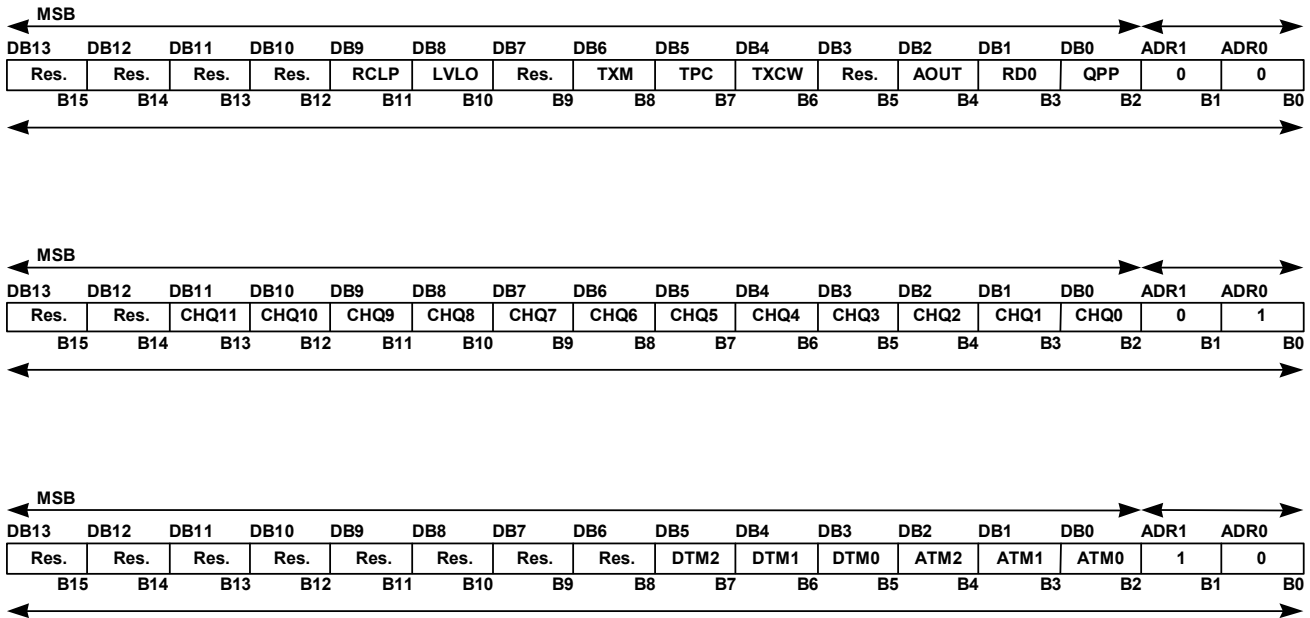 MSB
DB13 DB12 DB11 DB10 DB9 DB8 DB7 DB6 DB5 DB4 DB3 DB2 DB1 DB0 ADR1 ADR0
Res. Res. Res. Res. RCLP LVLO Res. TXM TPC TXCW Res. AOUT RD0 QPP 0 0
B15 B14 B13 B12 B11 B10 B9 B8 B7 B6 B5 B4 B3 B2 B1 B0
MSB
DB13 DB12 DB11 DB10 DB9 DB8 DB7 DB6 DB5 DB4 DB3 DB2 DB1 DB0 ADR1 ADR0
Res. Res. CHQ11 CHQ10 CHQ9 CHQ8 CHQ7 CHQ6 CHQ5 CHQ4 CHQ3 CHQ2 CHQ1 CHQ0 0 1
B15 B14 B13 B12 B11 B10 B9 B8 B7 B6 B5 B4 B3 B2 B1 B0
MSB
DB13 DB12 DB11 DB10 DB9 DB8 DB7 DB6 DB5 DB4 DB3 DB2 DB1 DB0 ADR1 ADR0
Res. Res. Res. Res. Res. Res. Res. Res. DTM2 DTM1 DTM0 ATM2 ATM1 ATM0 1 0
B15 B14 B13 B12 B11 B10 B9 B8 B7 B6 B5 B4 B3 B2 B1 B0